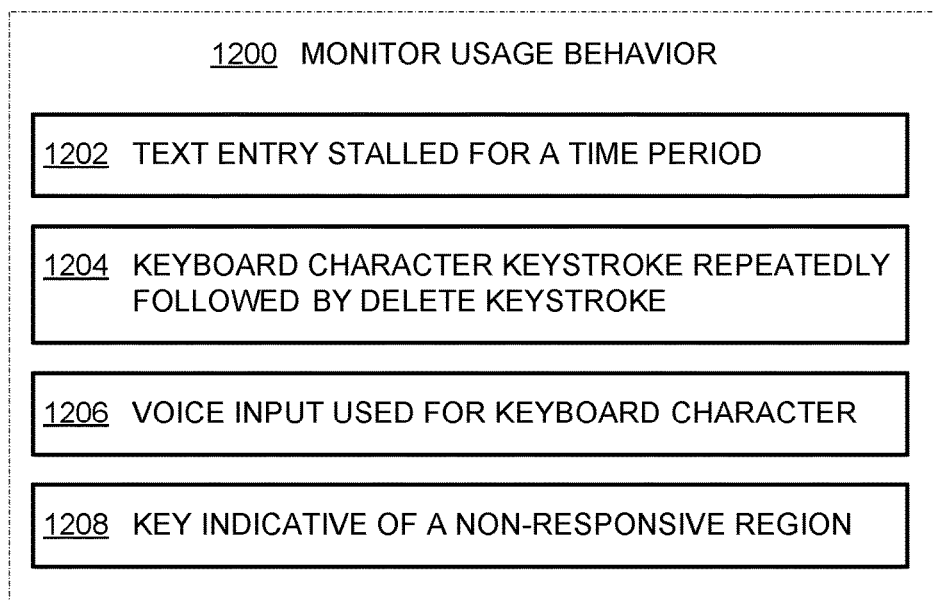 1200 MONITOR USAGE BEHAVIOR
1202 TEXT ENTRY STALLED FOR A TIME PERIOD
1204 KEYBOARD CHARACTER KEYSTROKE REPEATEDLY
FOLLOWED BY DELETE KEYSTROKE
1206 VOICE INPUT USED FOR KEYBOARD CHARACTER
1208 KEY INDICATIVE OF A NON-RESPONSIVE REGION